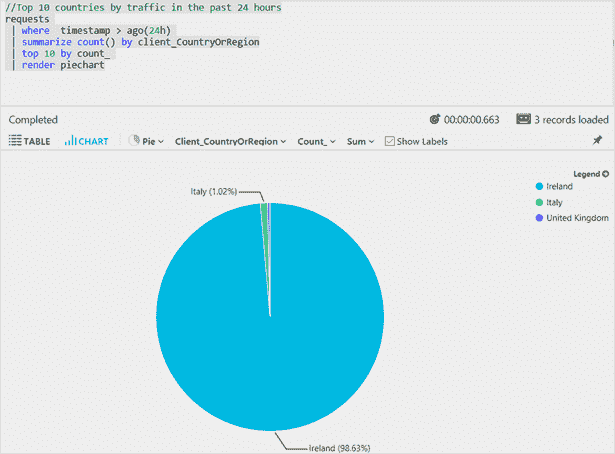 //Top 10 countries by traffic in the past 24 hours
requests
| where  timestamp > ago(24h)
| summarize count() by client_CountryOrRegion
| top 10 by count_
| render piechart
Completed 00:00:00.663 3 records loaded
TABLE CHART Pie Client_CountryOrRegion Count_ Sum Show Labels
Legend
Italy (1.02%) Ireland
Italy
United Kingdom
Ireland (98.63%)